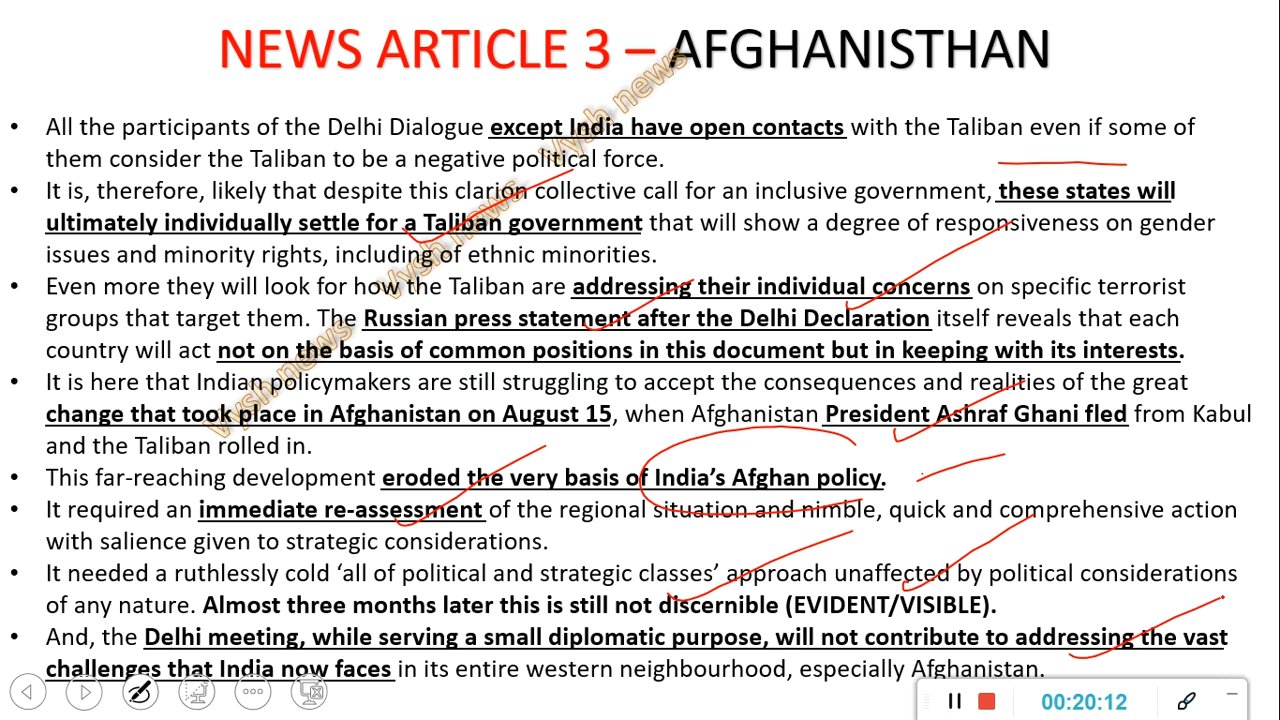 NEWS ARTICLE 3 – AFGHANISTHAN
• All the participants of the Delhi Dialogue except India have open contacts with the Taliban even if some of
them consider the Taliban to be a negative political force.
• It is, therefore, likely that despite this clarion collective call for an inclusive government, these states will
ultimately individually settle for a Taliban government that will show a degree of responsiveness on gender
issues and minority rights, including of ethnic minorities.
• Even more they will look for how the Taliban are addressing their individual concerns on specific terrorist
groups that target them. The Russian press statement after the Delhi Declaration itself reveals that each
country will act not on the basis of common positions in this document but in keeping with its interests.
• It is here that Indian policymakers are still struggling to accept the consequences and realities of the great
change that took place in Afghanistan on August 15, when Afghanistan President Ashraf Ghani fled from Kabul
and the Taliban rolled in.
• This far-reaching development eroded the very basis of India's Afghan policy.
• It required an immediate re-assessment of the regional situation and nimble, quick and comprehensive action
with salience given to strategic considerations.
• It needed a ruthlessly cold 'all of political and strategic classes' approach unaffected by political considerations
of any nature. Almost three months later this is still not discernible (EVIDENT/VISIBLE).
• And, the Delhi meeting, while serving a small diplomatic purpose, will not contribute to addressing the vast
challenges that India now faces in its entire western neighbourhood, especially Afghanistan.
Vysh news
Vysh news
Vysh news
00:20:12